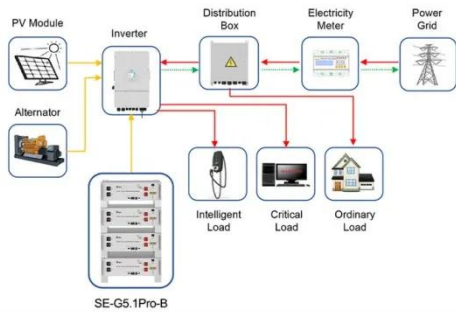 PV Module
Inverter
Distribution
Box
Electricity
Meter
Power
Grid
Alternator
Intelligent
Load
Critical
Load
Ordinary
Load
SE-G5.1Pro-B